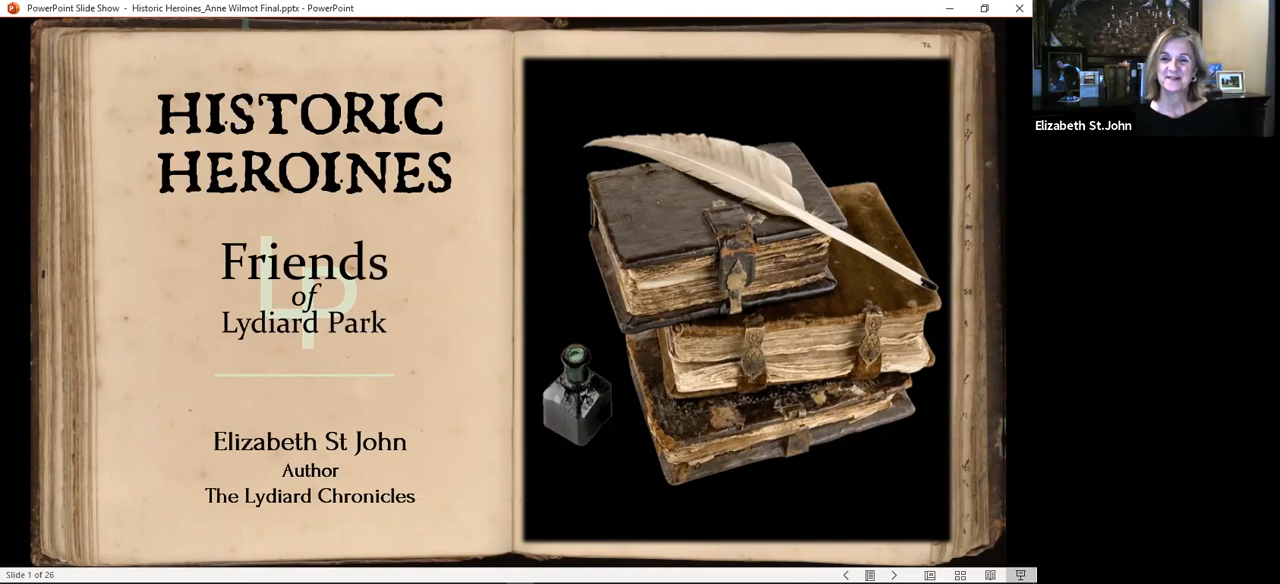 PowerPoint Slide Show - Historic Heroines_Anne Wilmot Final.pptx - PowerPoint
HISTORIC
HEROINES
Friends
of
Lydiard Park
LP
Elizabeth St John
Author
The Lydiard Chronicles
Elizabeth St.John
Slide 1 of 26